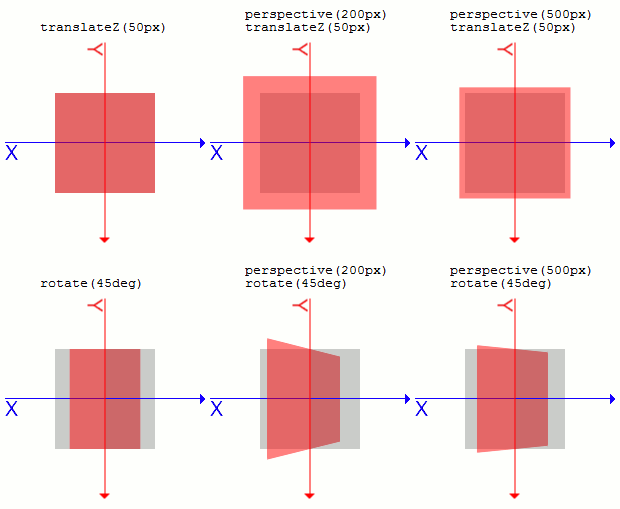 translateZ(50px)
perspective(200px)
translateZ(50px)
perspective(500px)
translateZ(50px)
Y
Y
Y
X
X
X
rotate(45deg)
perspective(200px)
rotate(45deg)
perspective(500px)
rotate(45deg)
Y
Y
Y
X
X
X